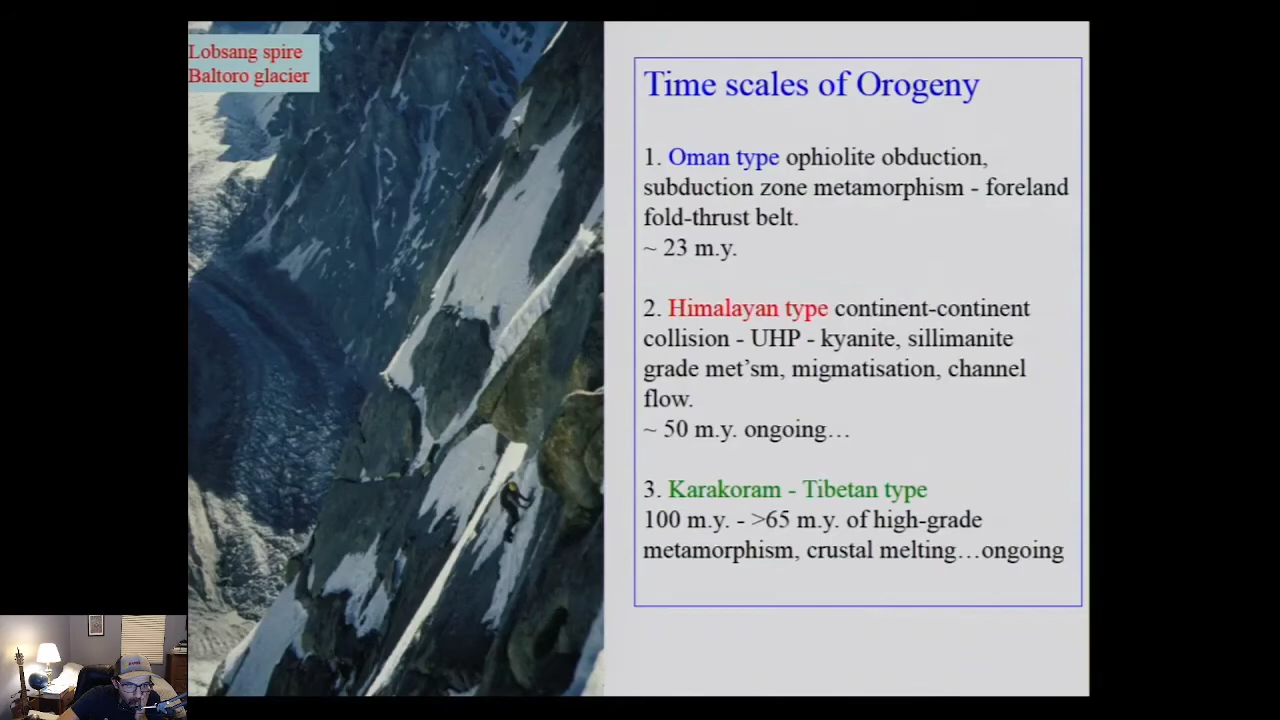 Lobsang spire
Baltoro glacier
Time scales of Orogeny
1. Oman type ophiolite obduction,
subduction zone metamorphism - foreland
fold-thrust belt.
~ 23 m.y.
2. Himalayan type continent-continent
collision - UHP - kyanite, sillimanite
grade met’sm, migmatisation, channel
flow.
~ 50 m.y. ongoing…
3. Karakoram - Tibetan type
100 m.y. - >65 m.y. of high-grade
metamorphism, crustal melting…ongoing